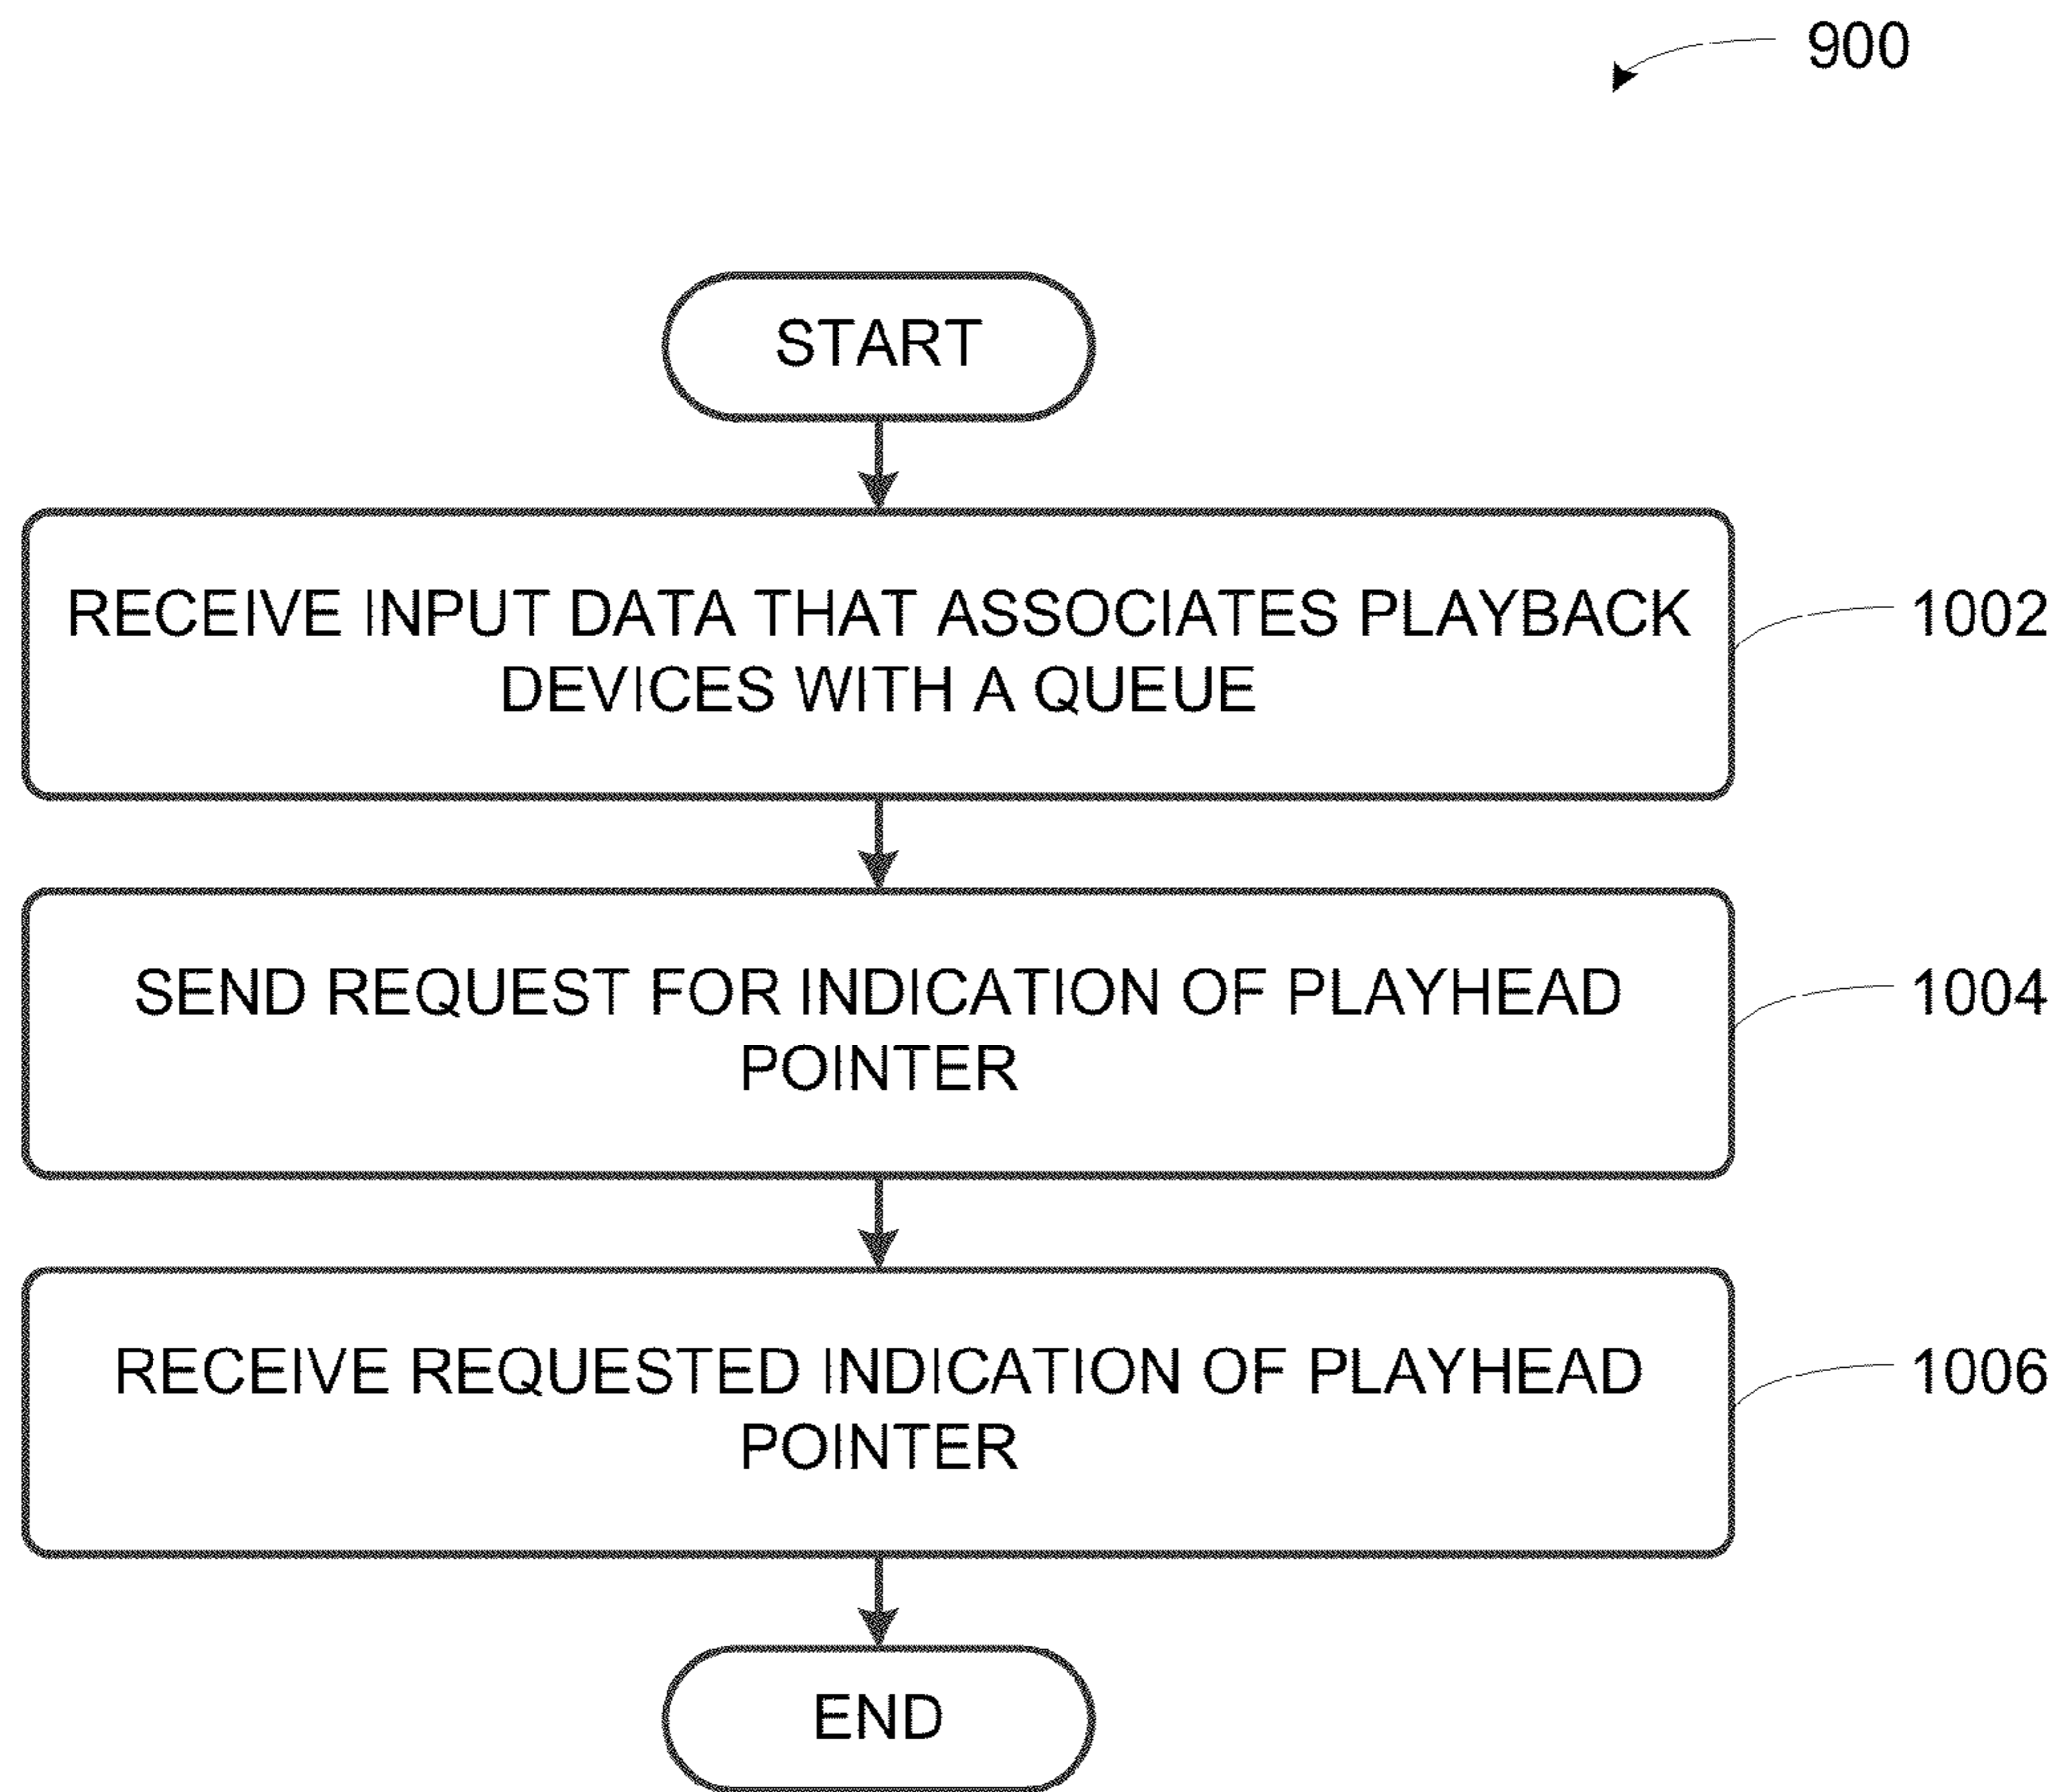 900
START
RECEIVE INPUT DATA THAT ASSOCIATES PLAYBACK
DEVICES WITH A QUEUE
1002
SEND REQUEST FOR INDICATION OF PLAYHEAD
POINTER
1004
RECEIVE REQUESTED INDICATION OF PLAYHEAD
POINTER
1006
END